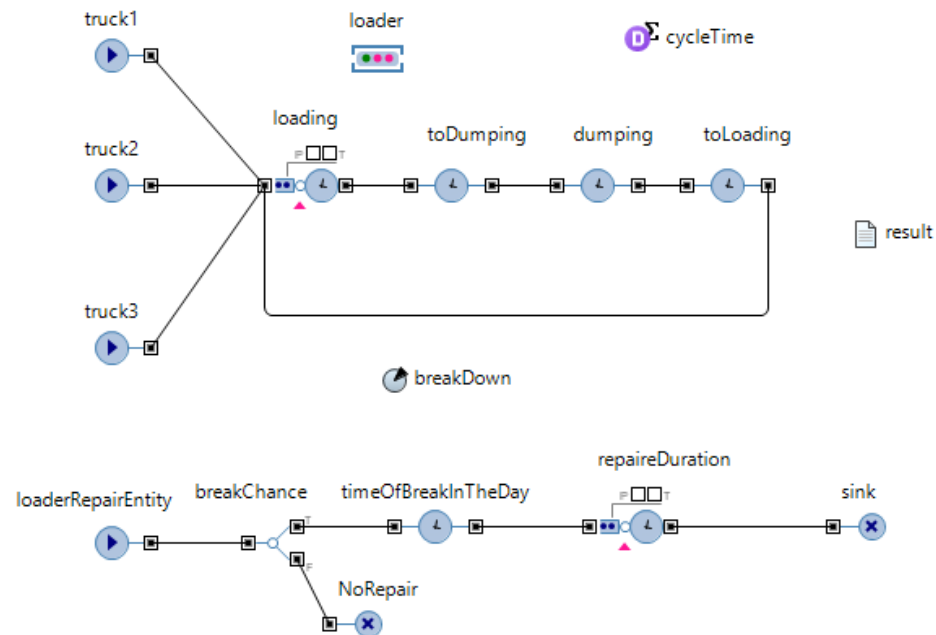 truck1
loader
D Σ cycleTime
loading
P T
toDumping
dumping
toLoading
truck2
result
truck3
breakDown
repaireDuration
P T
loaderRepairEntity
breakChance
timeOfBreakInTheDay
sink
T
F
NoRepair